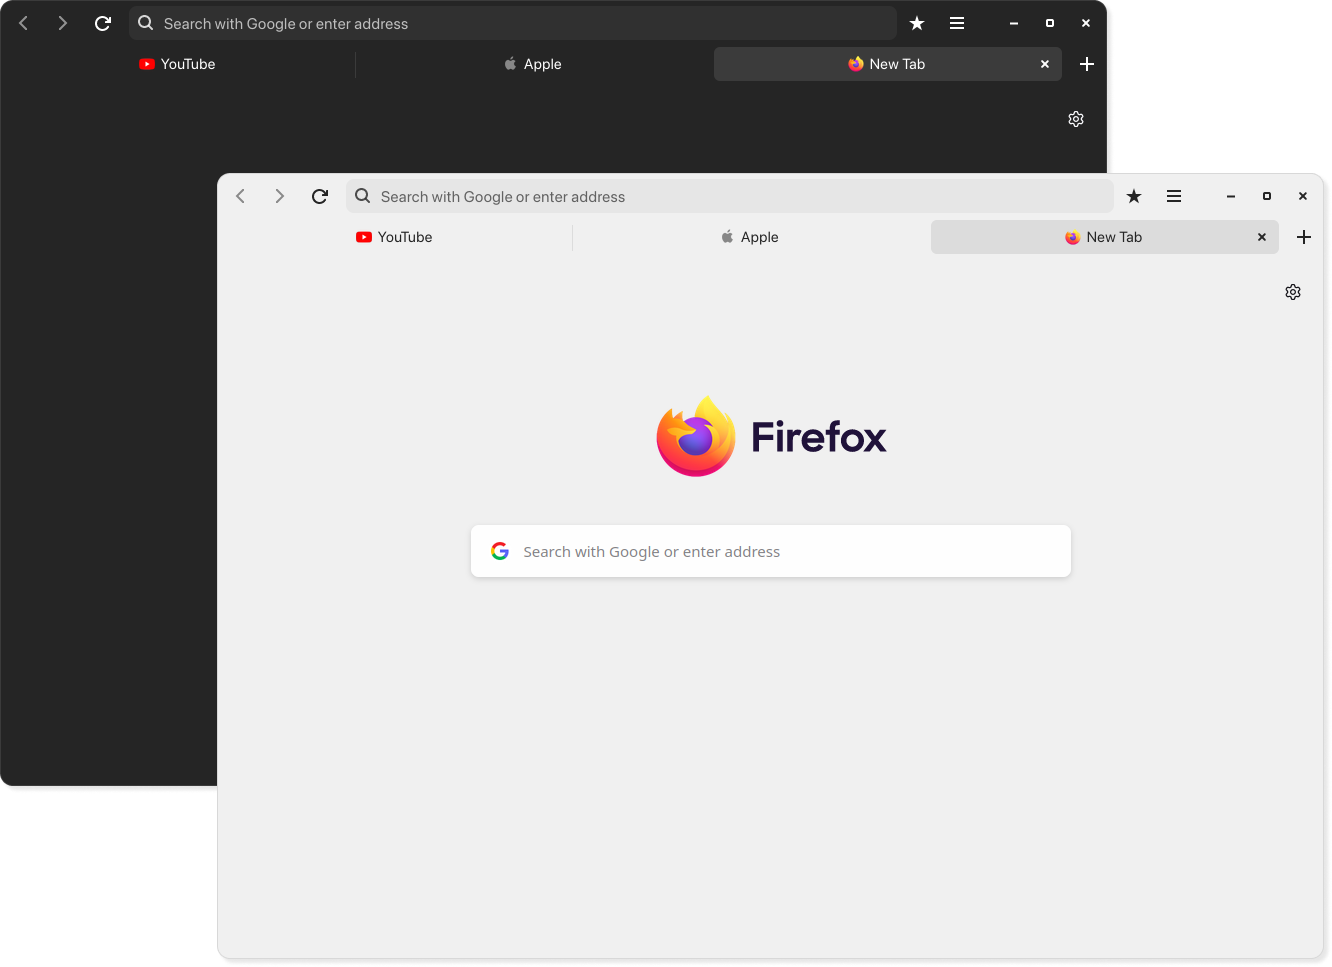 Search with Google or enter address
YouTube
Apple
New Tab
Search with Google or enter address
YouTube
Apple
New Tab
Firefox
Search with Google or enter address